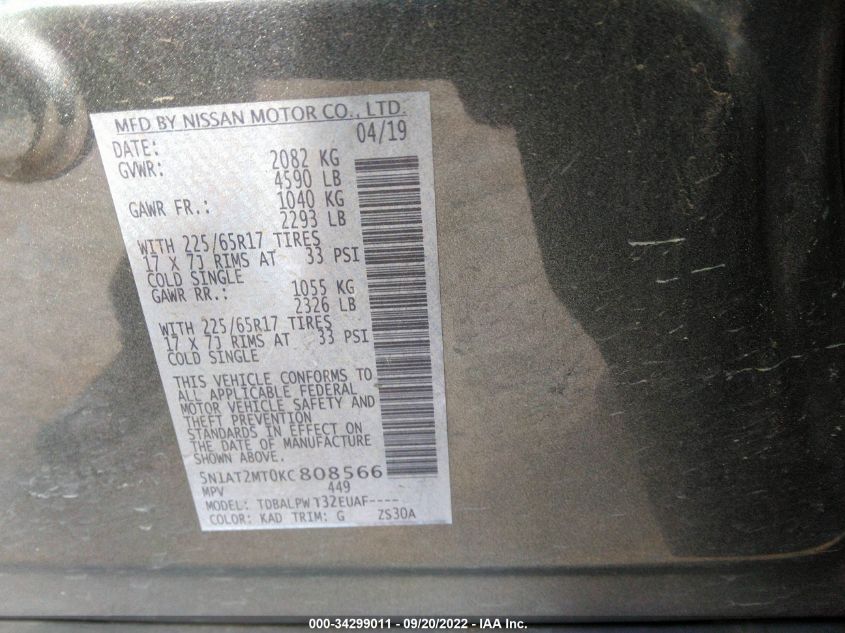 MFD BY NISSAN MOTOR CO., LTD.
DATE: 04/19
GVWR: 2082 KG
4590 LB
GAWR FR.: 1040 KG
2293 LB
WITH 225/65R17 TIRES
17 X 7J RIMS AT 33 PSI
COLD SINGLE
GAWR RR.: 1055 KG
2326 LB
WITH 225/65R17 TIRES
17 X 7J RIMS AT 33 PSI
COLD SINGLE
THIS VEHICLE CONFORMS TO
ALL APPLICABLE FEDERAL
MOTOR VEHICLE SAFETY AND
THEFT PREVENTION
STANDARDS IN EFFECT ON
THE DATE OF MANUFACTURE
SHOWN ABOVE.
5N1AT2MT0KC808566
MPV 449
MODEL: TDBALPWT32EUAF----
COLOR: KAD TRIM: G ZS30A
000-34299011 - 09/20/2022 - IAA Inc.